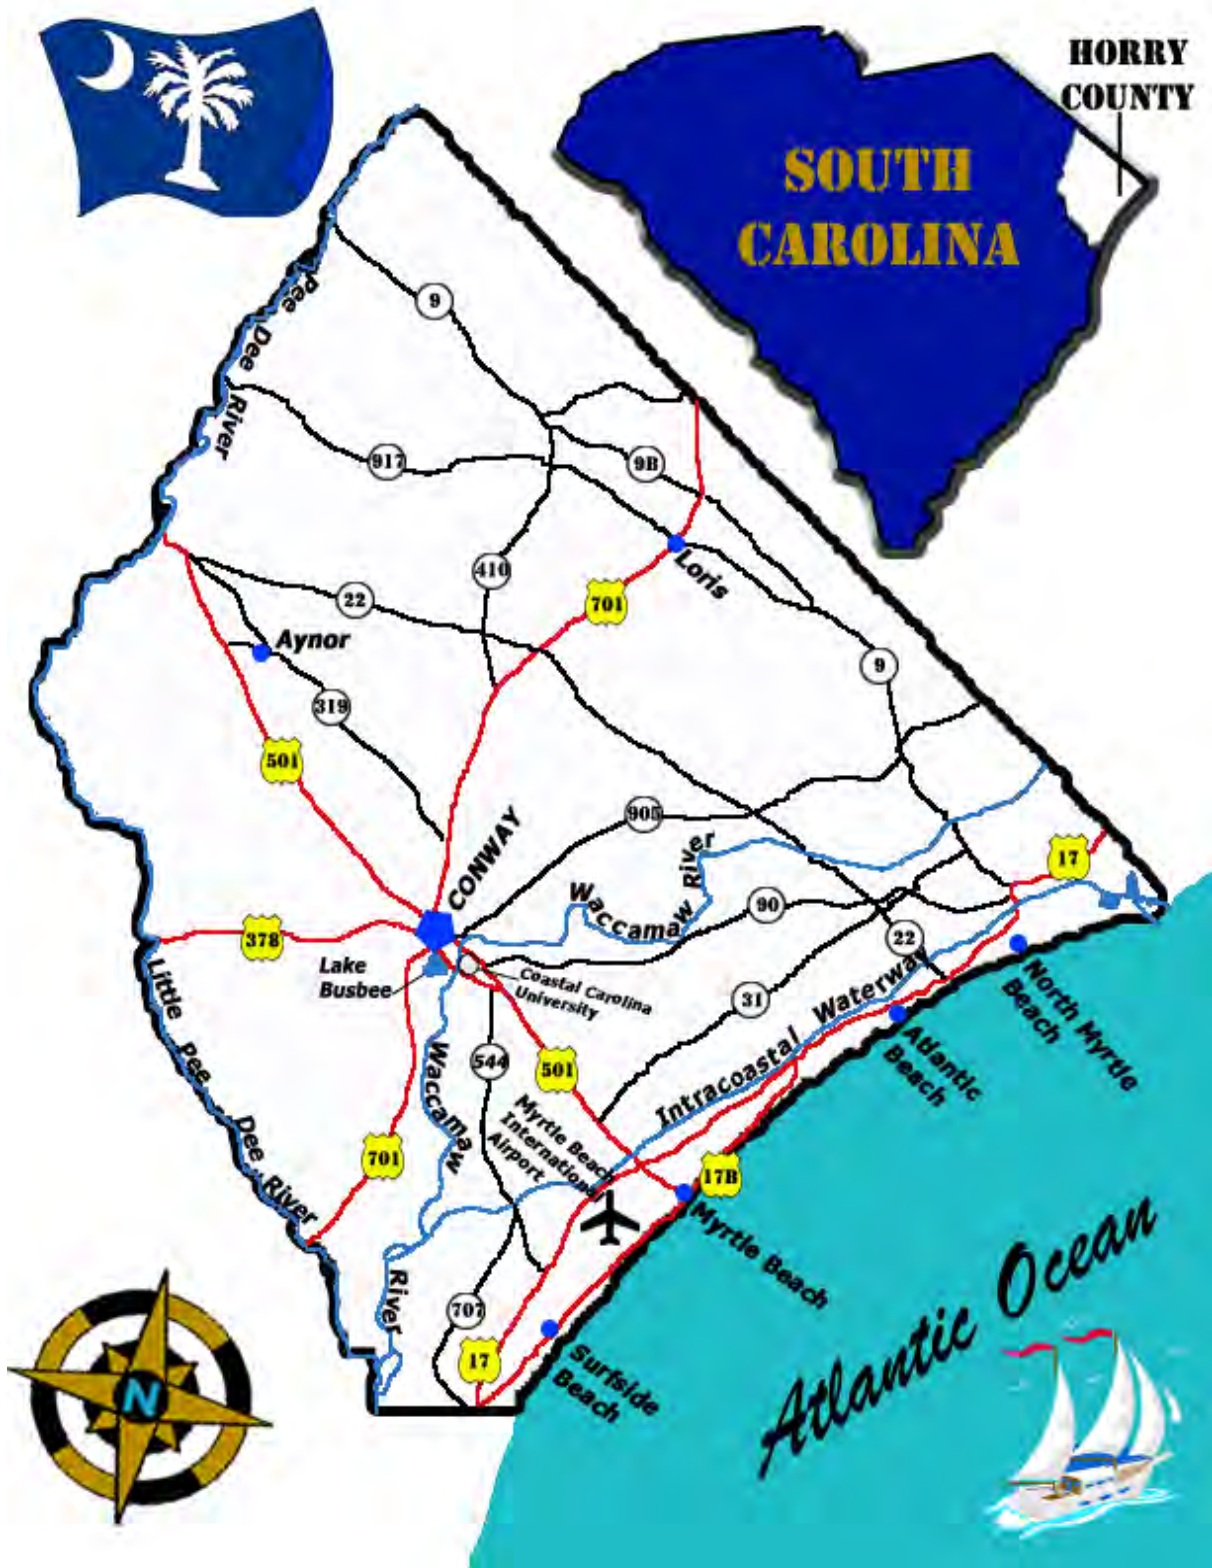 HORRY
COUNTY
SOUTH
CAROLINA
Pee
Dee
River
9
917
9B
410
22
701
Loris
Aynor
319
9
501
905
CONWAY
17
Waccamaw River
90
378
22
Lake
Busbee
Coastal Carolina
University
Little
Pee
Dee
River
31
Intracoastal Waterway
North Myrtle
Beach
Atlantic
Beach
544
501
Waccamaw
River
Myrtle Beach
International
Airport
701
17B
Myrtle Beach
707
17
Surfside
Beach
Atlantic Ocean
N